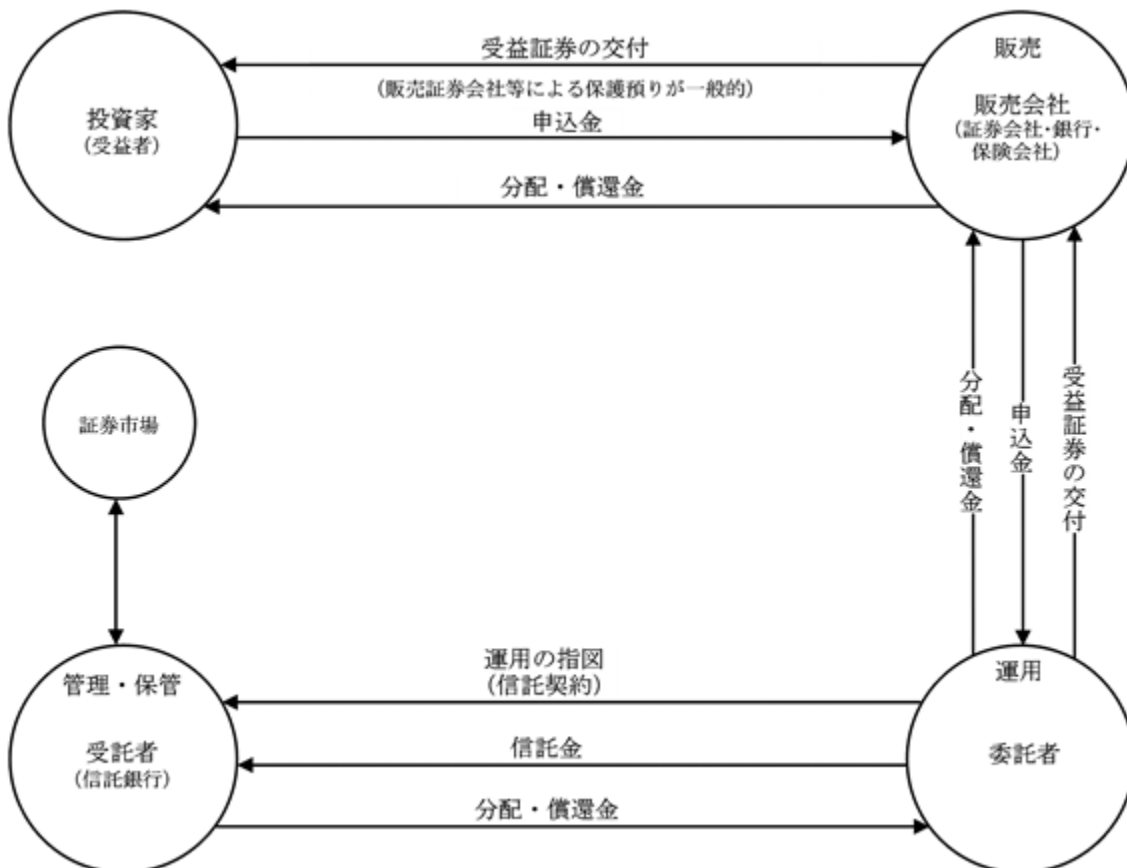 受益証券の交付
(販売証券会社等による保護預りが一般的)
申込金
分配・償還金
投資家
(受益者)
販売
販売会社
(証券会社・銀行・
保険会社)
証券市場
分配・償還金
申込金
受益証券の交付
管理・保管
受託者
(信託銀行)
運用の指図
(信託契約)
信託金
分配・償還金
運用
委託者